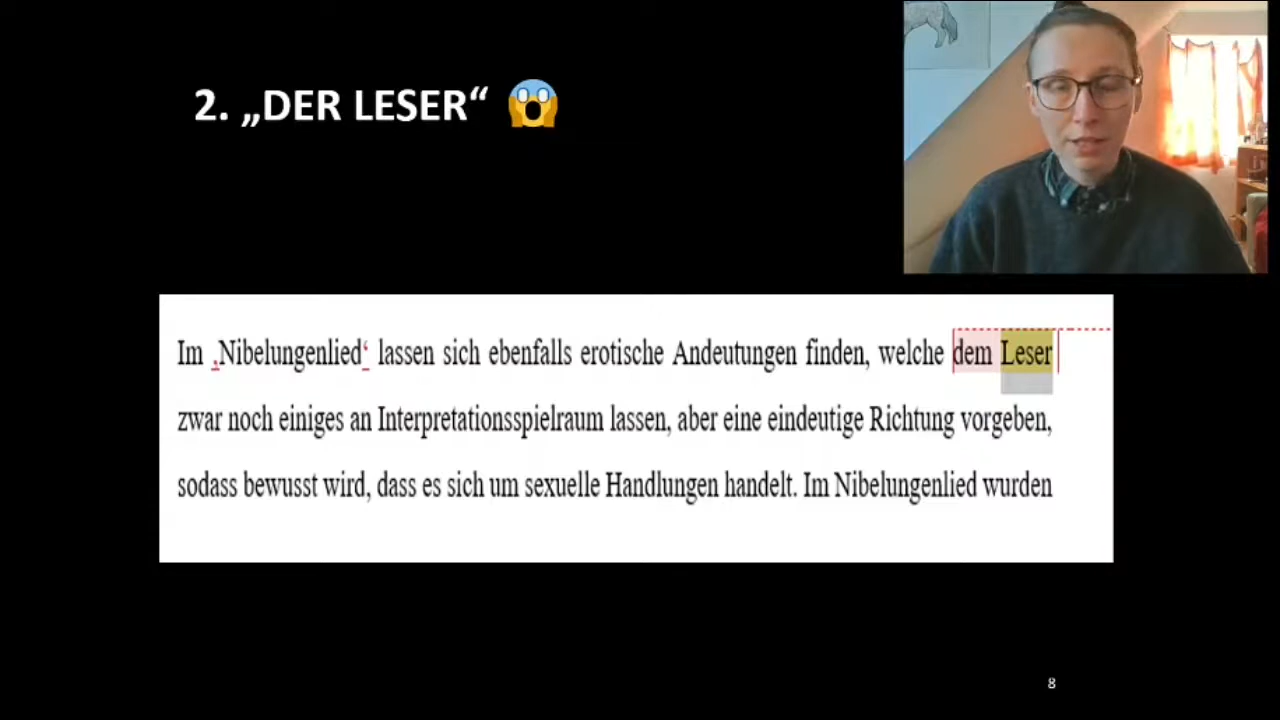 2. „DER LESER“ 😱
Im ‚Nibelungenlied‘ lassen sich ebenfalls erotische Andeutungen finden, welche dem Leser
zwar noch einiges an Interpretationsspielraum lassen, aber eine eindeutige Richtung vorgeben,
sodass bewusst wird, dass es sich um sexuelle Handlungen handelt. Im Nibelungenlied wurden
8